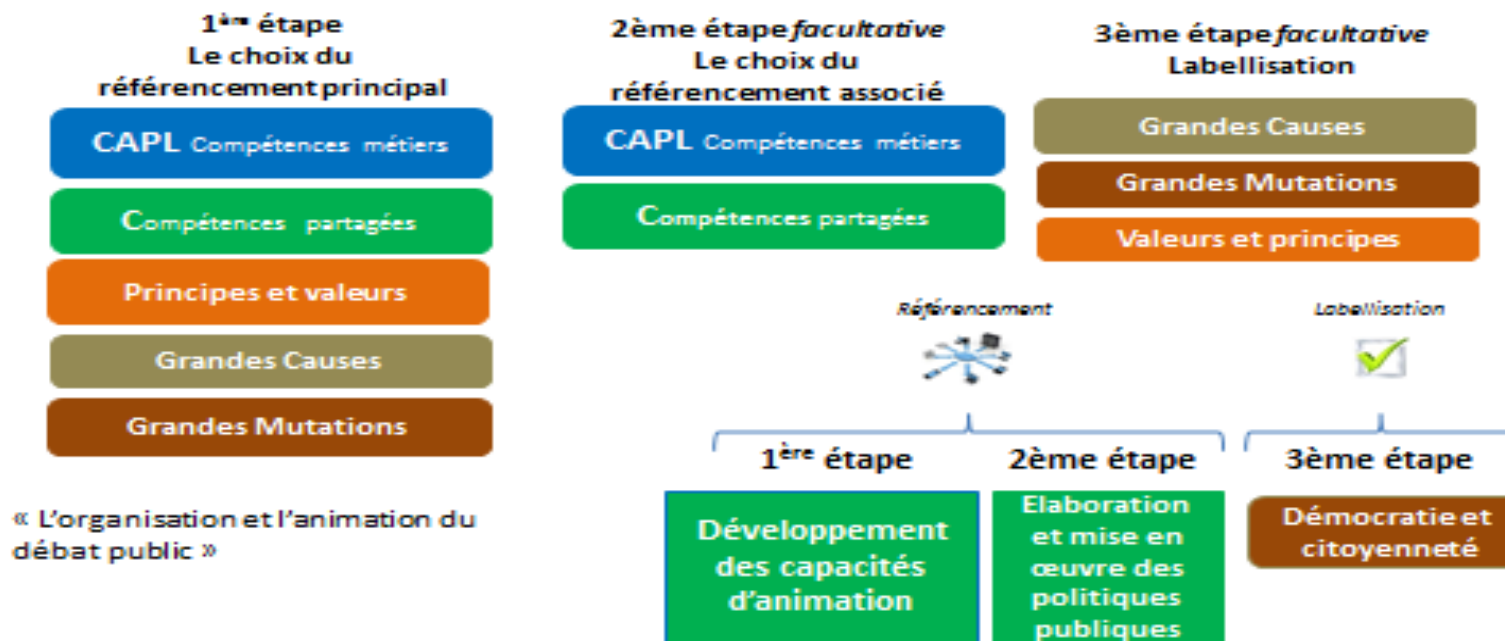 1ère étape
Le choix du
référencement principal
CAPL Compétences métiers
Compétences partagées
Principes et valeurs
Grandes Causes
Grandes Mutations
2ème étape facultative
Le choix du
référencement associé
CAPL Compétences métiers
Compétences partagées
3ème étape facultative
Labellisation
Grandes Causes
Grandes Mutations
Valeurs et principes
Référencement
Labellisation
1ère étape
2ème étape
3ème étape
« L'organisation et l'animation du
débat public »
Développement
des capacités
d'animation
Elaboration
et mise en
œuvre des
politiques
publiques
Démocratie et
citoyenneté